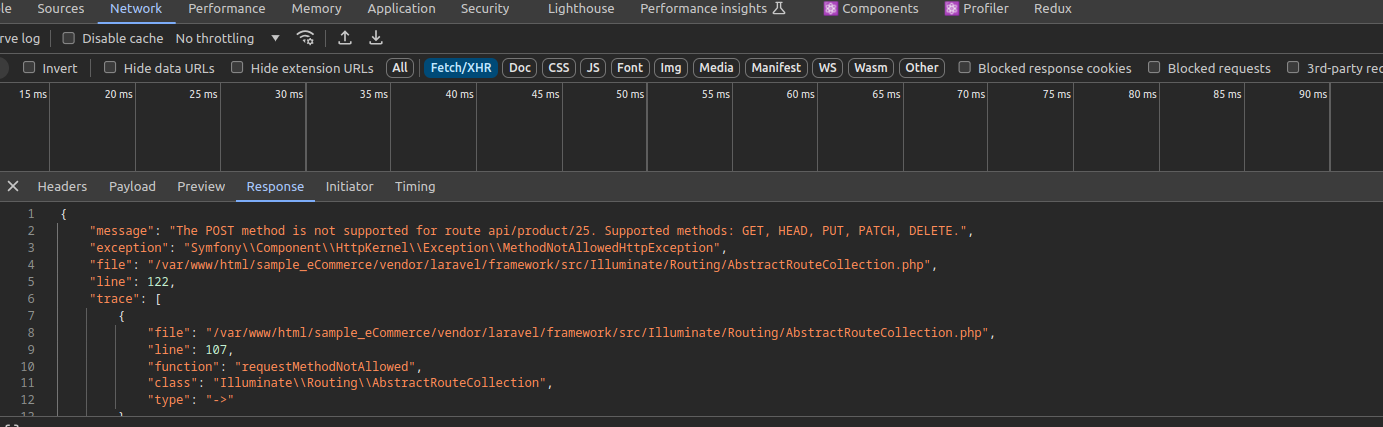 Sources Network Performance Memory Application Security Lighthouse Performance insights Components Profiler Redux
Disable cache No throttling
Invert Hide data URLs Hide extension URLs All Fetch/XHR Doc CSS JS Font Img Media Manifest WS Wasm Other Blocked response cookies Blocked requests
15 ms 20 ms 25 ms 30 ms 35 ms 40 ms 45 ms 50 ms 55 ms 60 ms 65 ms 70 ms 75 ms 80 ms 85 ms 90 ms
Headers Payload Preview Response Initiator Timing
1 {
2 "message": "The POST method is not supported for route api/product/25. Supported methods: GET, HEAD, PUT, PATCH, DELETE.",
3 "exception": "Symfony\\Component\\HttpKernel\\Exception\\MethodNotAllowedHttpException",
4 "file": "/var/www/html/sample_eCommerce/vendor/laravel/framework/src/Illuminate/Routing/AbstractRouteCollection.php",
5 "line": 122,
6 "trace": [
7 {
8 "file": "/var/www/html/sample_eCommerce/vendor/laravel/framework/src/Illuminate/Routing/AbstractRouteCollection.php",
9 "line": 107,
10 "function": "requestMethodNotAllowed",
11 "class": "Illuminate\\Routing\\AbstractRouteCollection",
12 "type": "->"